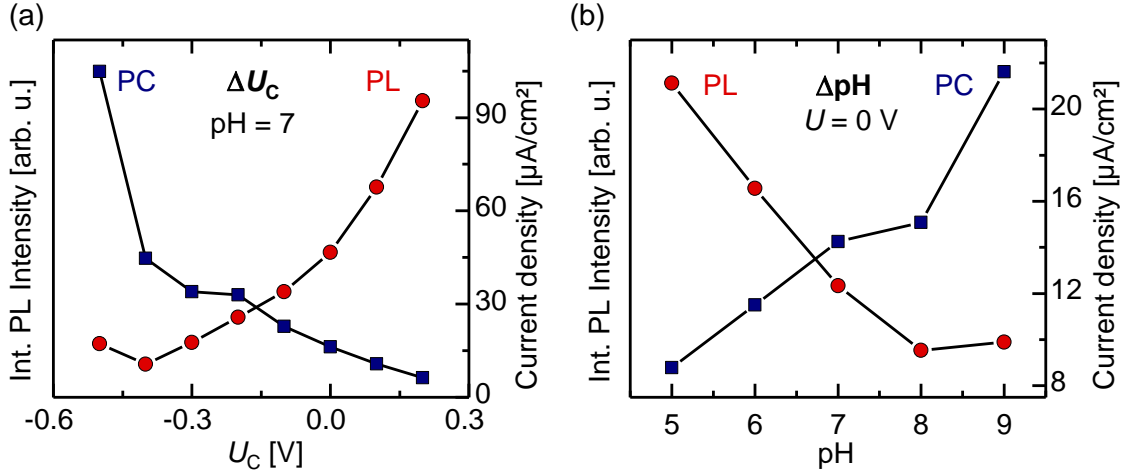 (a)
PC
ΔU_C
PL
pH = 7
Int. PL Intensity [arb. u.]
Current density [µA/cm²]
90
60
30
0
-0.6
-0.3
0.0
0.3
U_C [V]
(b)
PL
ΔpH
PC
U = 0 V
Int. PL Intensity [arb. u.]
Current density [µA/cm²]
20
16
12
8
5
6
7
8
9
pH